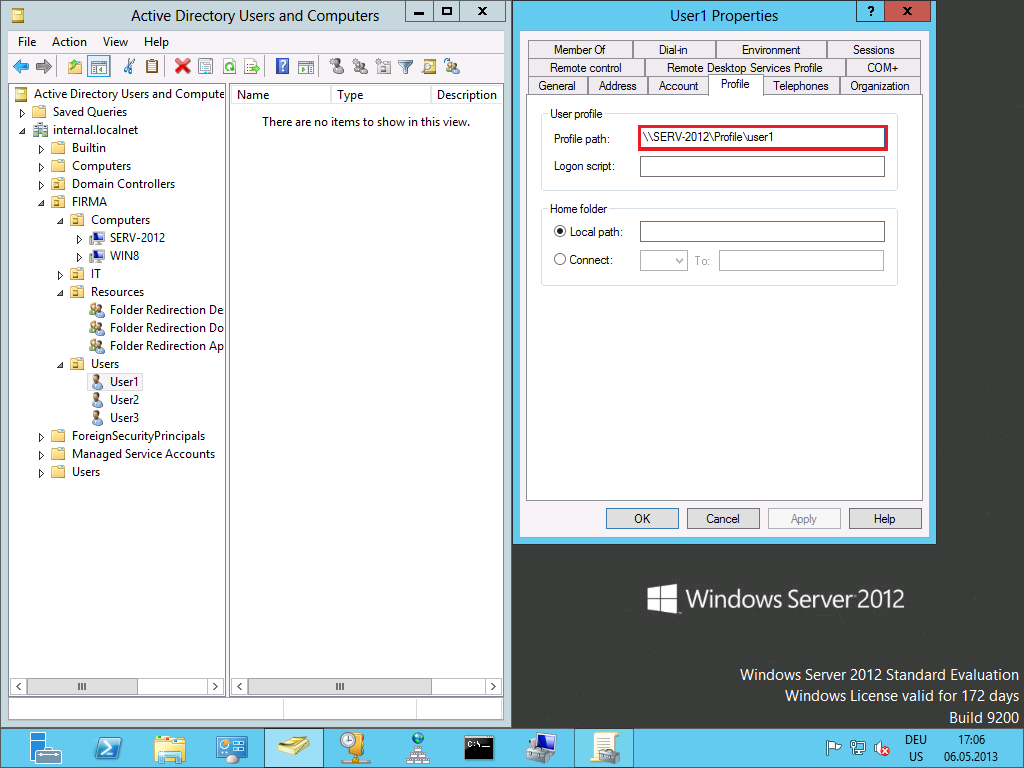 Active Directory Users and Computers
File Action View Help
Active Directory Users and Compute
Saved Queries
internal.localnet
Builtin
Computers
Domain Controllers
FIRMA
Computers
SERV-2012
WIN8
IT
Resources
Folder Redirection De
Folder Redirection Do
Folder Redirection Ap
Users
User1
User2
User3
ForeignSecurityPrincipals
Managed Service Accounts
Users
Name Type Description
There are no items to show in this view.
User1 Properties
Member Of Dial-in Environment Sessions
Remote control Remote Desktop Services Profile COM+
General Address Account Profile Telephones Organization
User profile
Profile path: \\SERV-2012\Profile\user1
Logon script:
Home folder
Local path:
Connect: To:
OK Cancel Apply Help
Windows Server 2012
Windows Server 2012 Standard Evaluation
Windows License valid for 172 days
Build 9200
DEU 17:06
US 06.05.2013